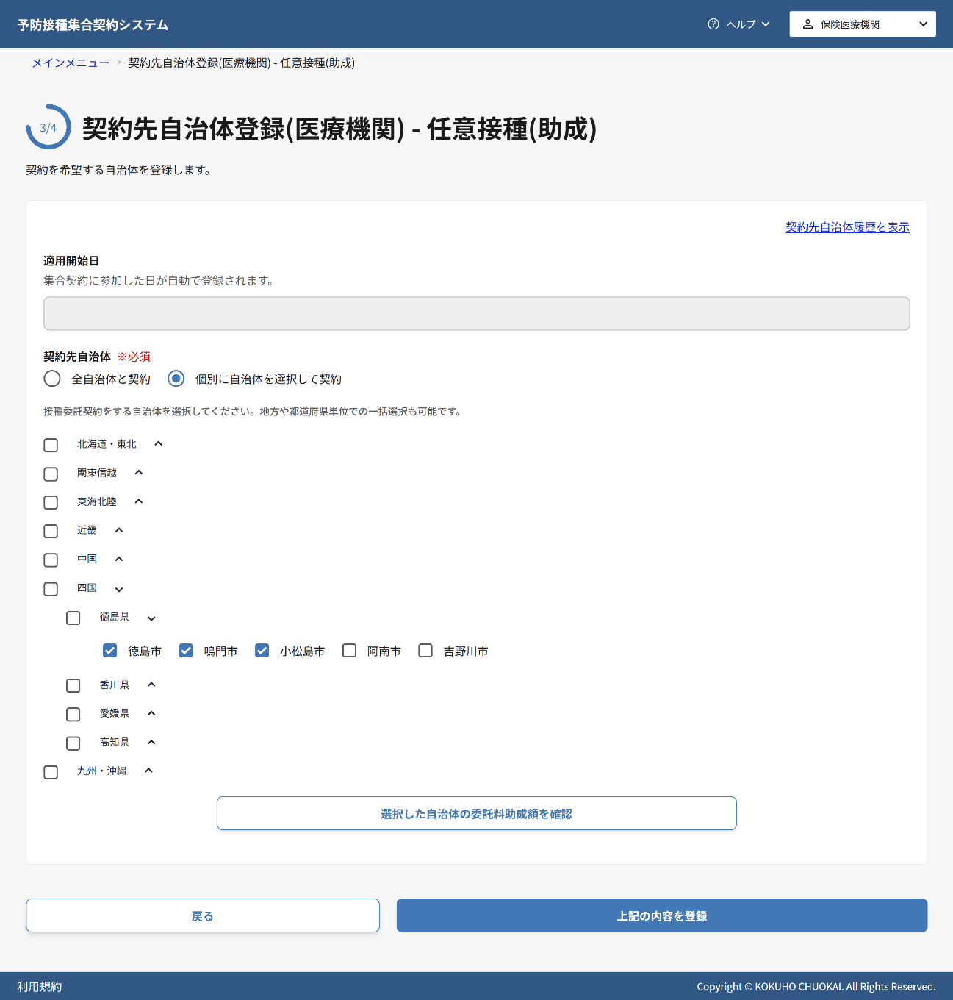 予防接種集合契約システム
ヘルプ
保険医療機関
メインメニュー > 契約先自治体登録(医療機関) - 任意接種(助成)
3/4
契約先自治体登録(医療機関) - 任意接種(助成)
契約を希望する自治体を登録します。
契約先自治体履歴を表示
適用開始日
集合契約に参加した日が自動で登録されます。
契約先自治体 ※必須
全自治体と契約 個別に自治体を選択して契約
接種委託契約をする自治体を選択してください。地方や都道府県単位での一括選択も可能です。
北海道・東北
関東信越
東海北陸
近畿
中国
四国
徳島県
徳島市 鳴門市 小松島市 阿南市 吉野川市
香川県
愛媛県
高知県
九州・沖縄
選択した自治体の委託料助成額を確認
戻る
上記の内容を登録
利用規約
Copyright © KOKUHO CHUOKAI. All Rights Reserved.